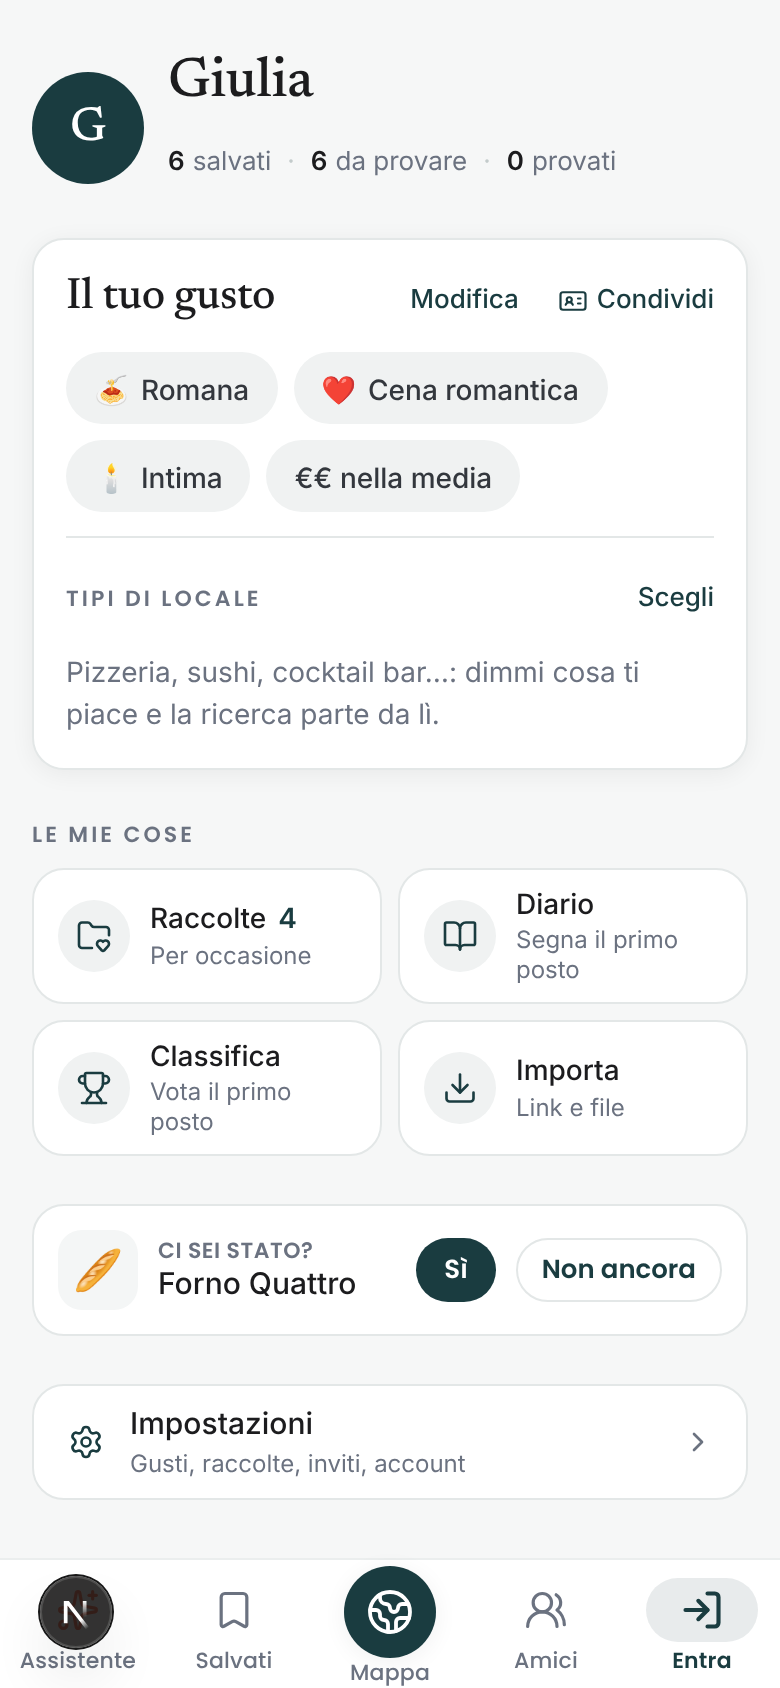 G
Giulia
6 salvati · 6 da provare · 0 provati
Il tuo gusto
Modifica
Condividi
Romana
Cena romantica
Intima
€€ nella media
TIPI DI LOCALE
Scegli
Pizzeria, sushi, cocktail bar...: dimmi cosa ti
piace e la ricerca parte da lì.
LE MIE COSE
Raccolte 4
Per occasione
Diario
Segna il primo
posto
Classifica
Vota il primo
posto
Importa
Link e file
CI SEI STATO?
Forno Quattro
Sì
Non ancora
Impostazioni
Gusti, raccolte, inviti, account
N
Assistente
Salvati
Mappa
Amici
Entra